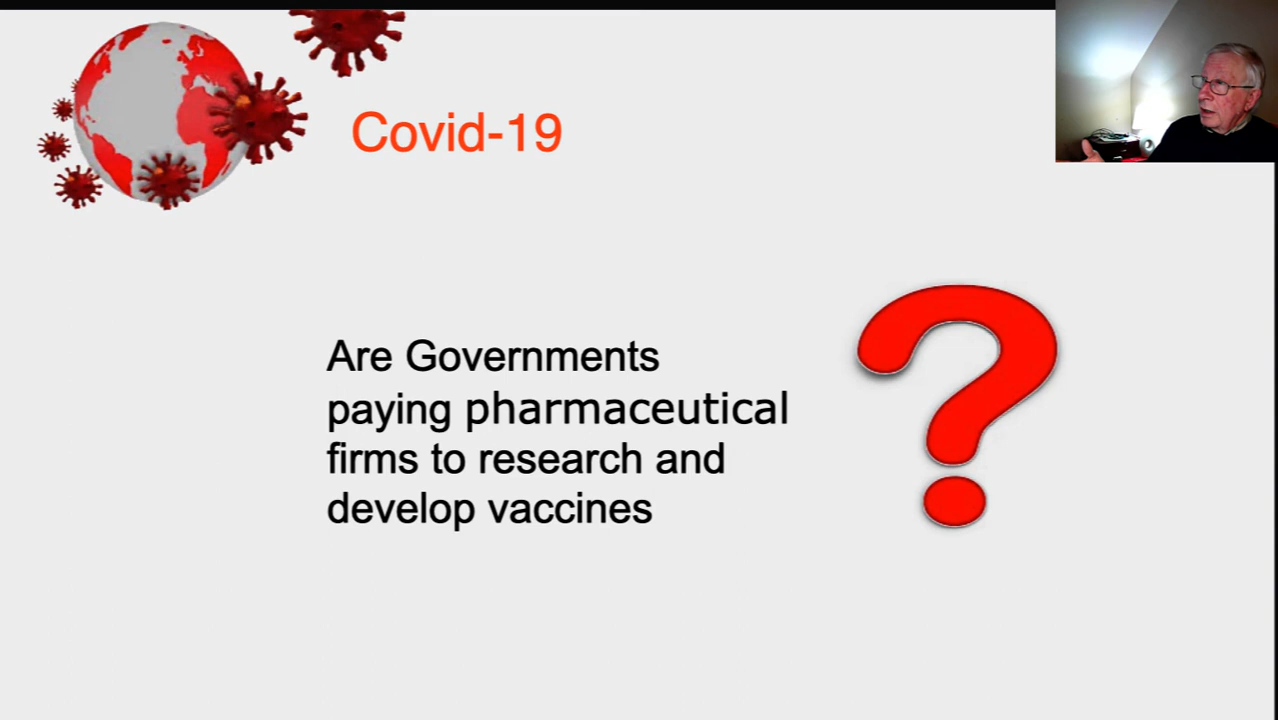 Covid-19
Are Governments
paying pharmaceutical
firms to research and
develop vaccines
?